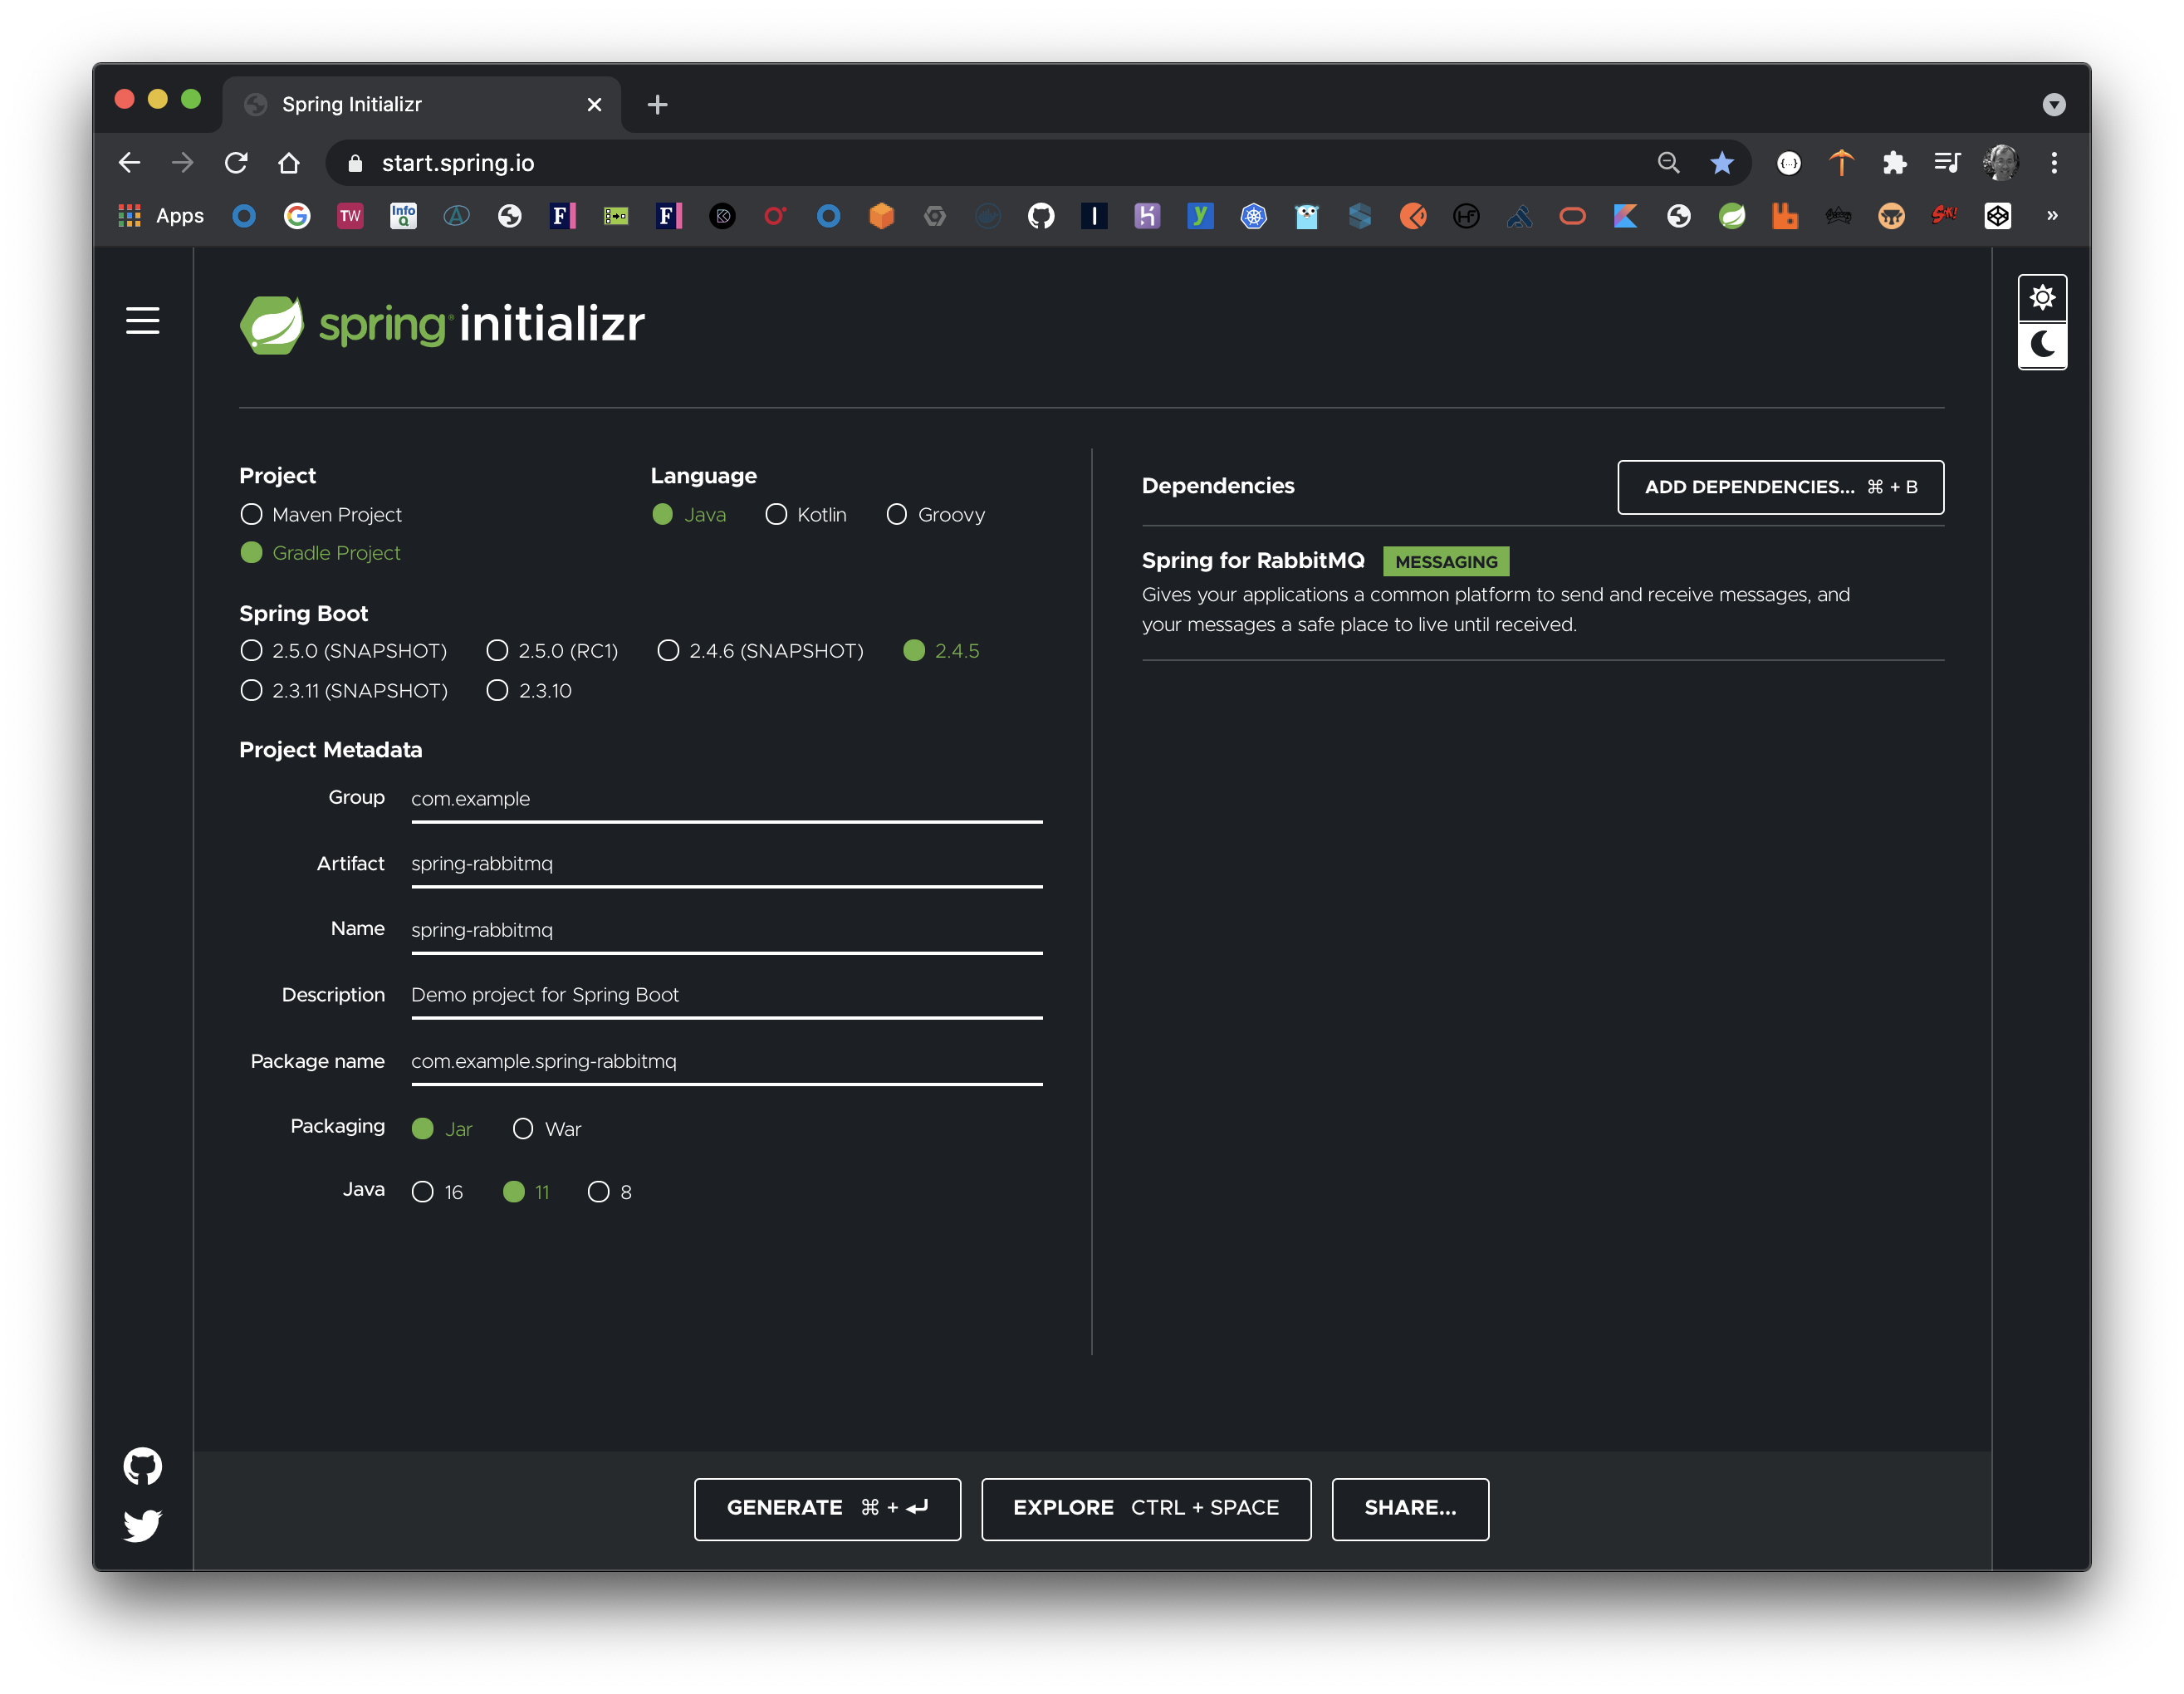 Spring Initializr
start.spring.io
Apps
G
TW
Info Q
A
F
F
I
h
y
HF
SK!
»
spring initializr
Project
Maven Project
Gradle Project
Language
Java Kotlin Groovy
Spring Boot
2.5.0 (SNAPSHOT) 2.5.0 (RC1) 2.4.6 (SNAPSHOT) 2.4.5
2.3.11 (SNAPSHOT) 2.3.10
Project Metadata
Group com.example
Artifact spring-rabbitmq
Name spring-rabbitmq
Description Demo project for Spring Boot
Package name com.example.spring-rabbitmq
Packaging Jar War
Java 16 11 8
Dependencies
ADD DEPENDENCIES... ⌘ + B
Spring for RabbitMQ MESSAGING
Gives your applications a common platform to send and receive messages, and
your messages a safe place to live until received.
GENERATE ⌘ + ↵
EXPLORE CTRL + SPACE
SHARE...